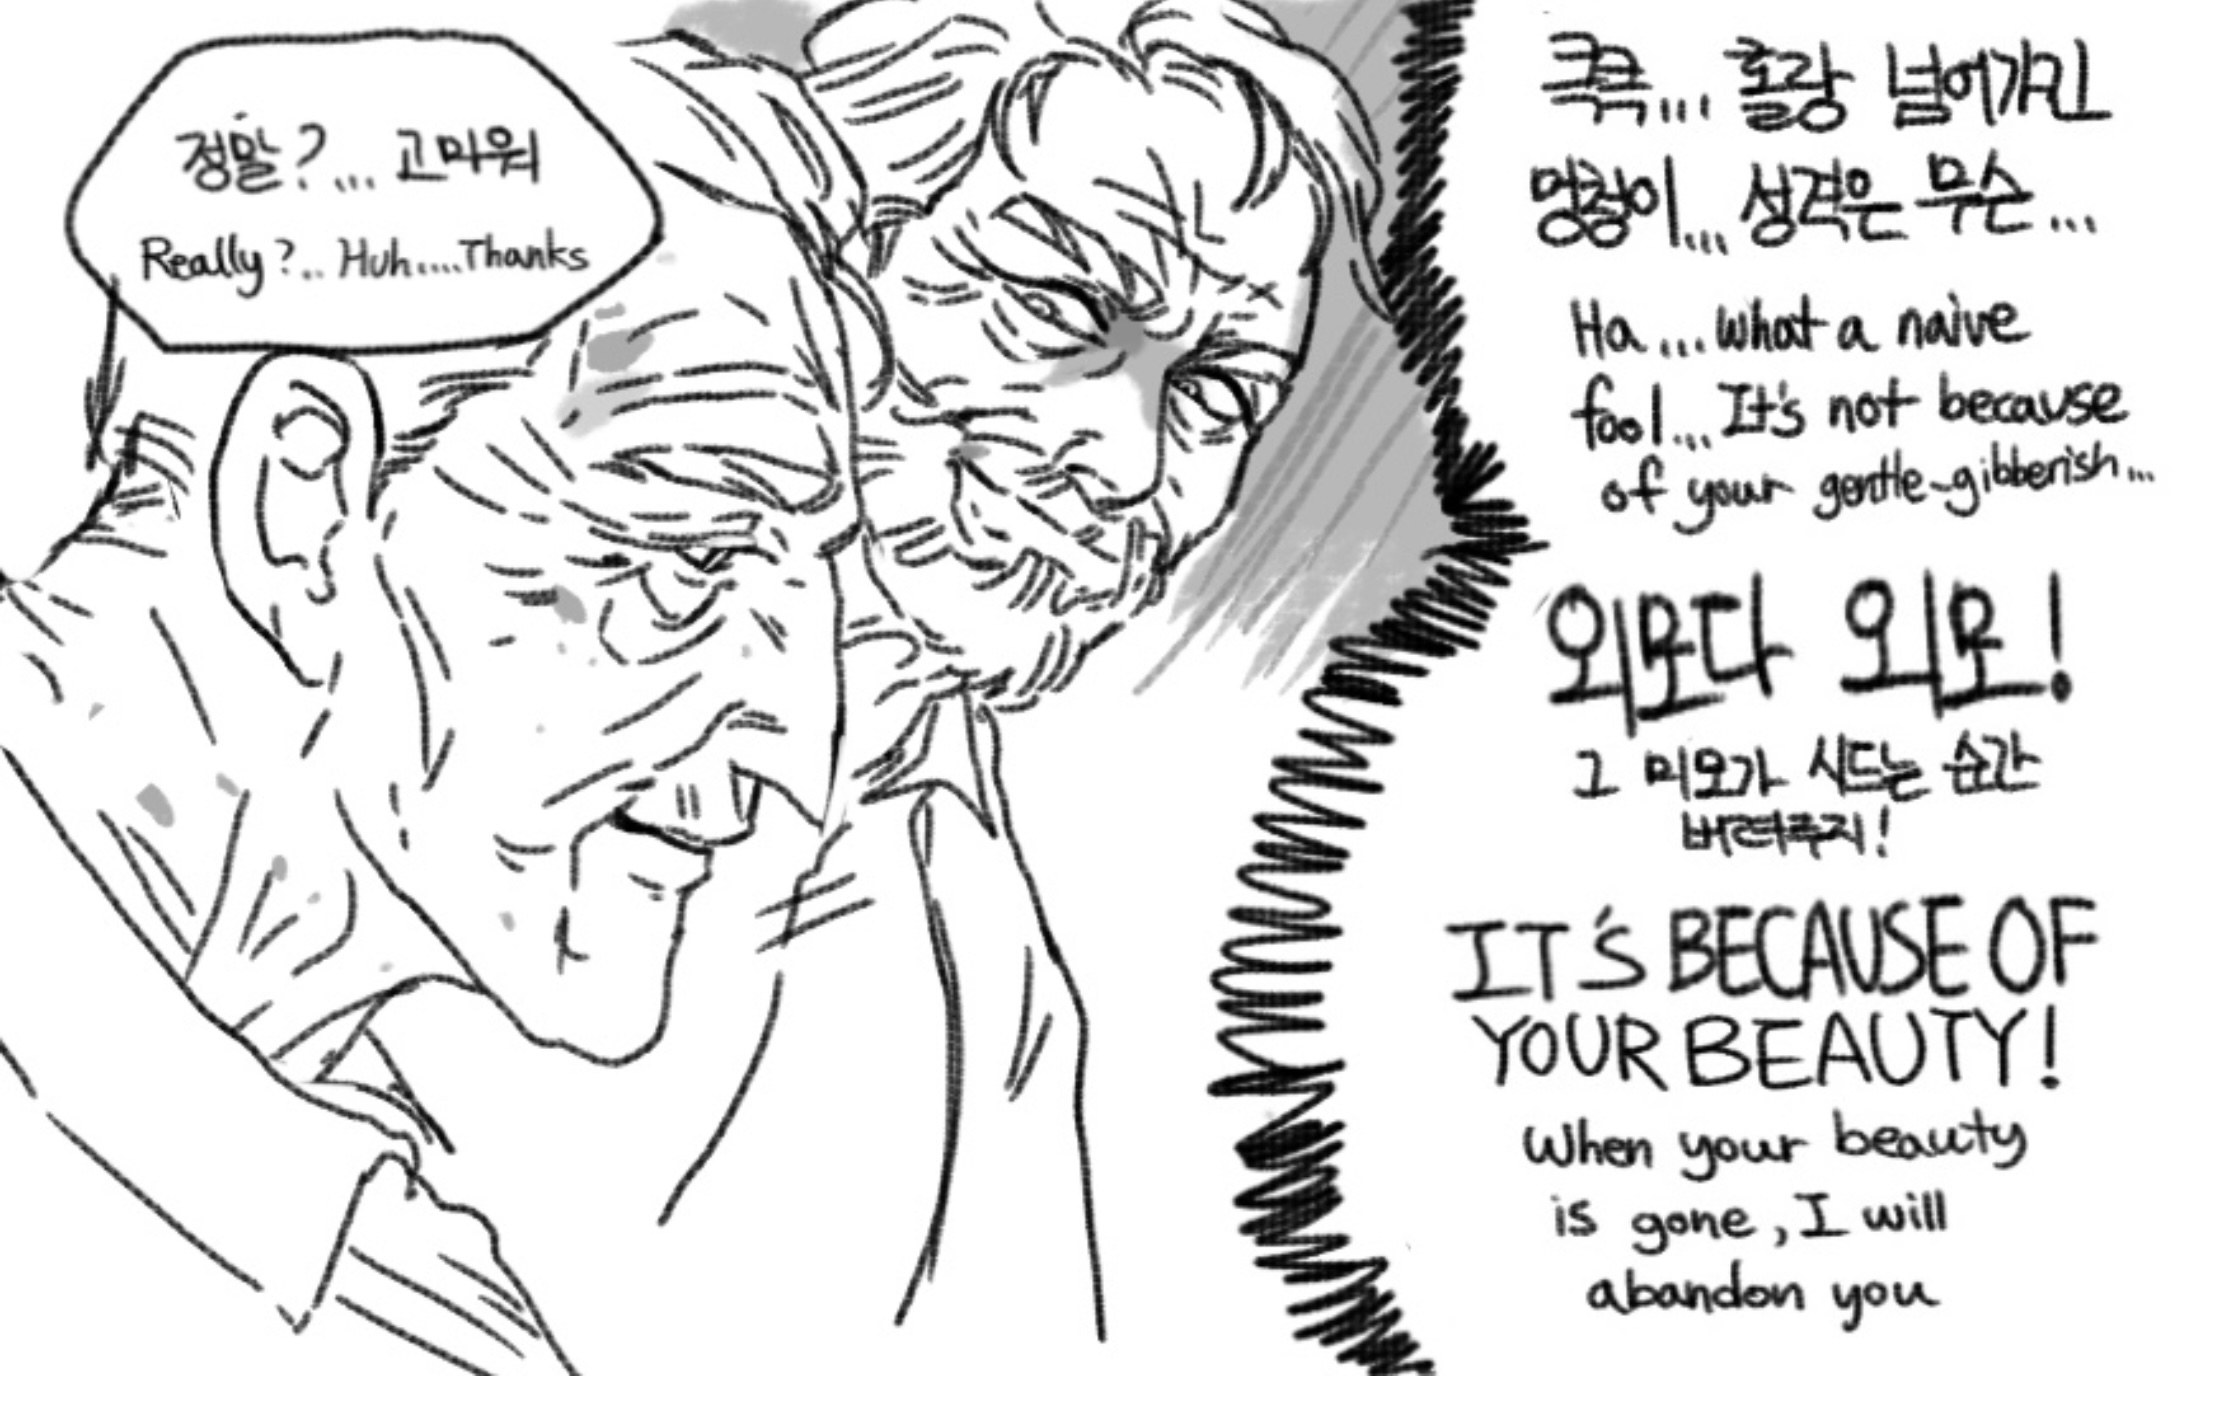 정말?... 고마워
Really?.. Huh....Thanks
큭큭... 홀랑 넘어가긴
멍청이... 성격은 무슨...
Ha... what a naive
fool... It's not because
of your gentle-gibberish...
외모다 외모!
그 미모가 시드는 순간
버려주지!
IT'S BECAUSE OF
YOUR BEAUTY!
When your beauty
is gone, I will
abandon you